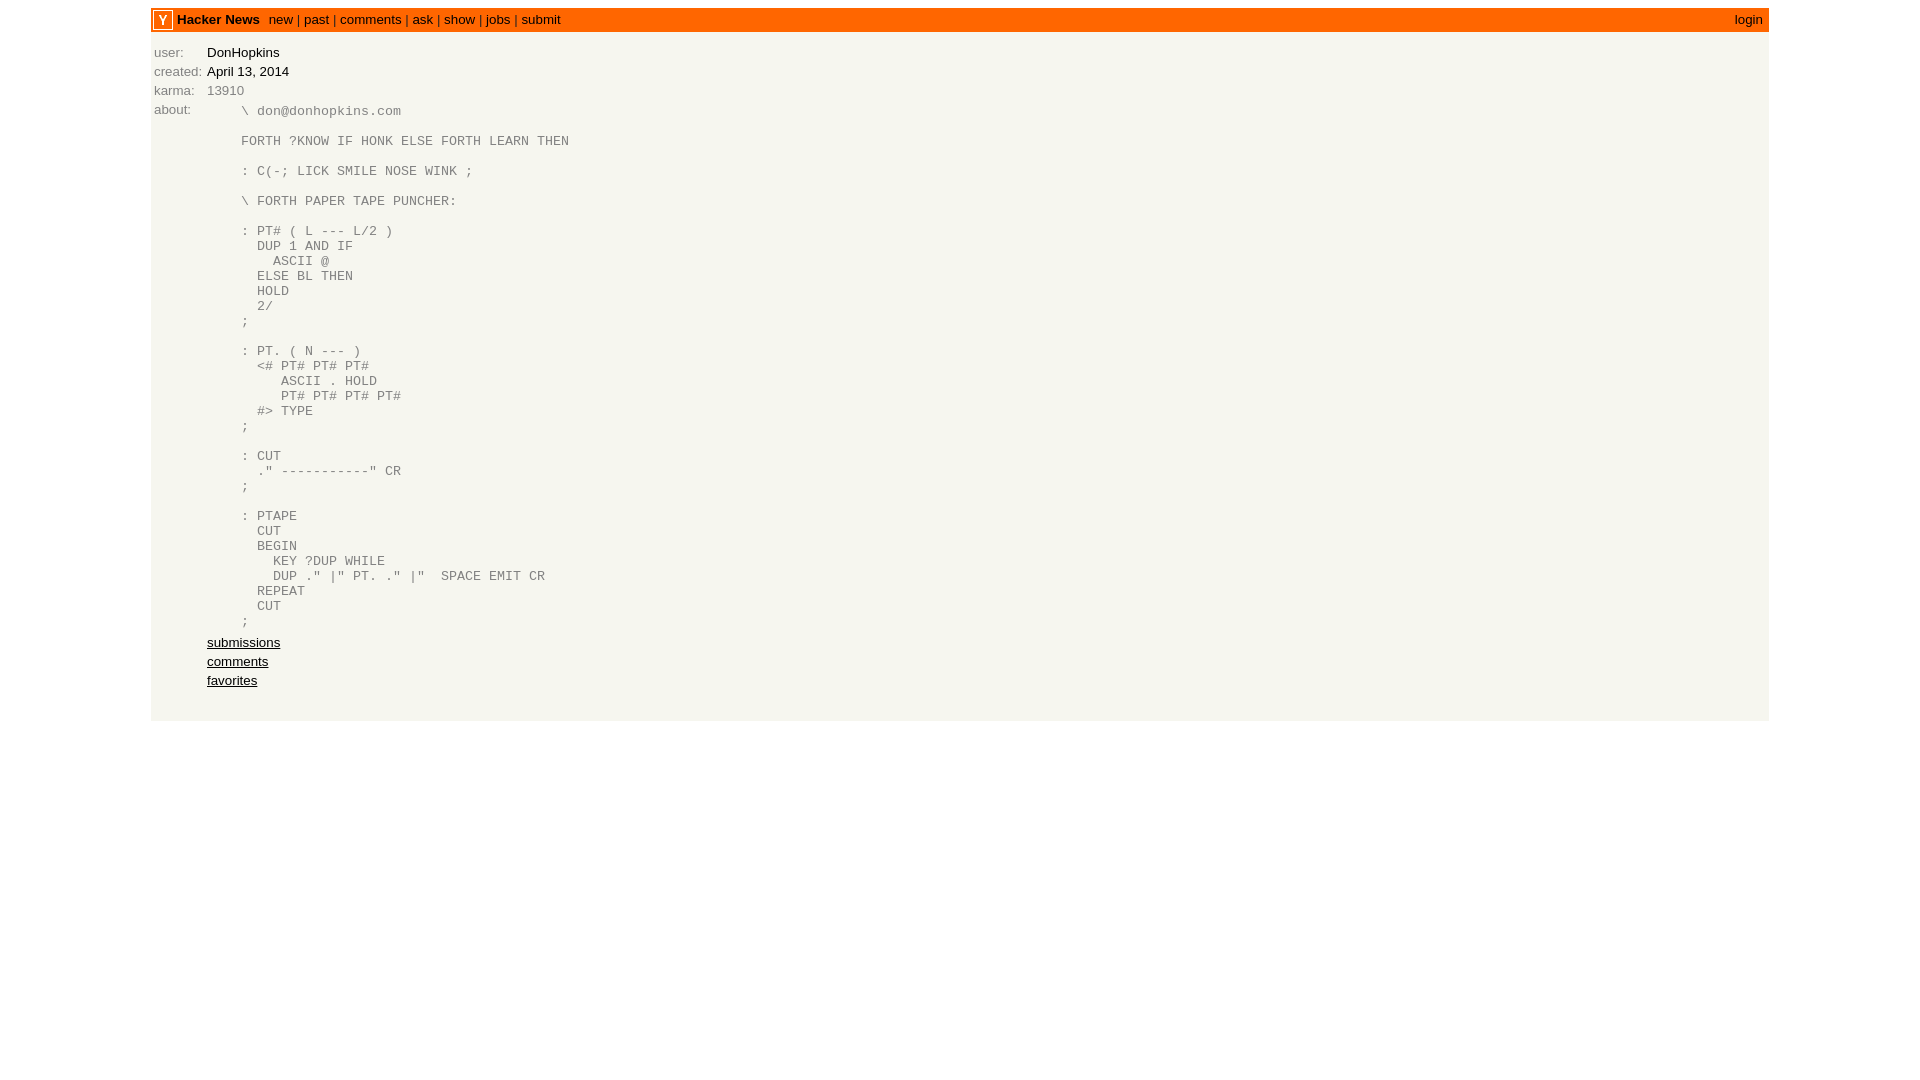 Y Hacker News new | past | comments | ask | show | jobs | submit login
user: DonHopkins
created: April 13, 2014
karma: 13910
about: \ don@donhopkins.com
FORTH ?KNOW IF HONK ELSE FORTH LEARN THEN
: C(-; LICK SMILE NOSE WINK ;
\ FORTH PAPER TAPE PUNCHER:
: PT# ( L --- L/2 )
DUP 1 AND IF
ASCII @
ELSE BL THEN
HOLD
2/
;
: PT. ( N --- )
<# PT# PT# PT#
ASCII . HOLD
PT# PT# PT# PT#
#> TYPE
;
: CUT
." -----------" CR
;
: PTAPE
CUT
BEGIN
KEY ?DUP WHILE
DUP ." |" PT. ." |"  SPACE EMIT CR
REPEAT
CUT
;
submissions
comments
favorites